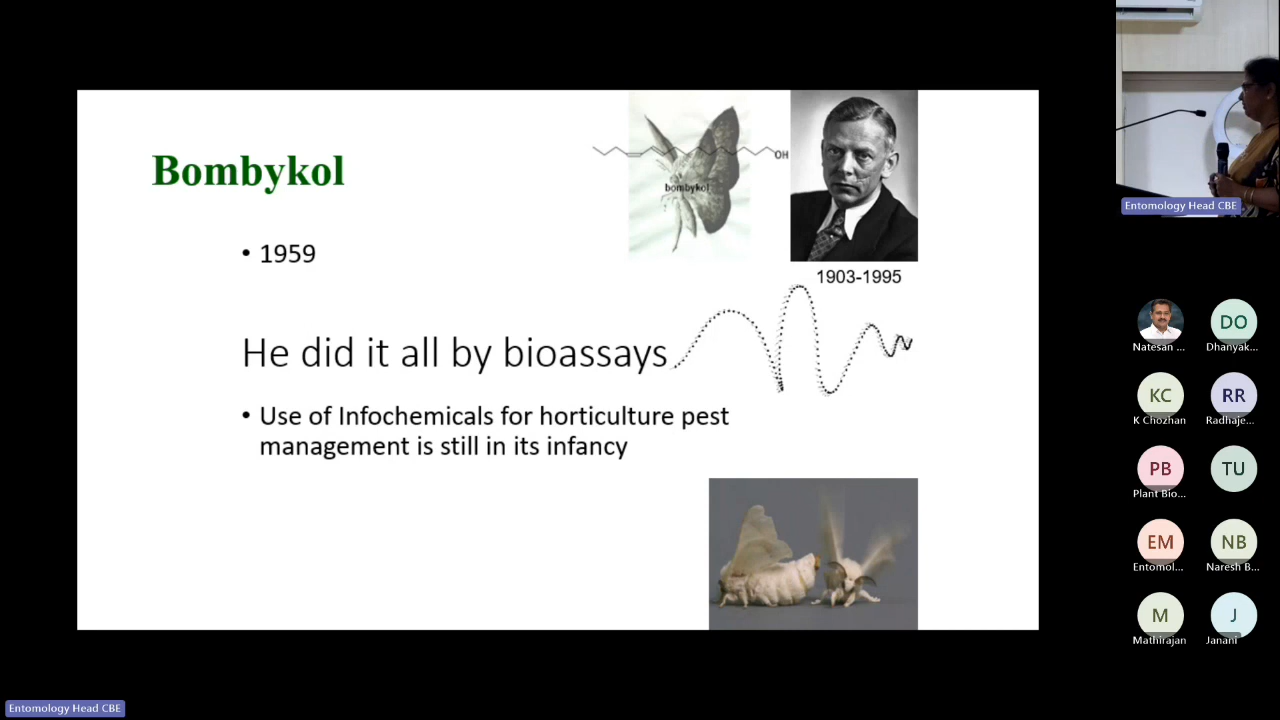 Bombykol
OH
bombykol
• 1959
1903-1995
He did it all by bioassays
• Use of Infochemicals for horticulture pest
management is still in its infancy
Entomology Head CBE
Natesan ...
DO
Dhanyak...
KC
K Chozhan
RR
Radhaje...
PB
Plant Bio...
TU
EM
Entomol...
NB
Naresh B...
M
Mathirajan
J
Janani
Entomology Head CBE